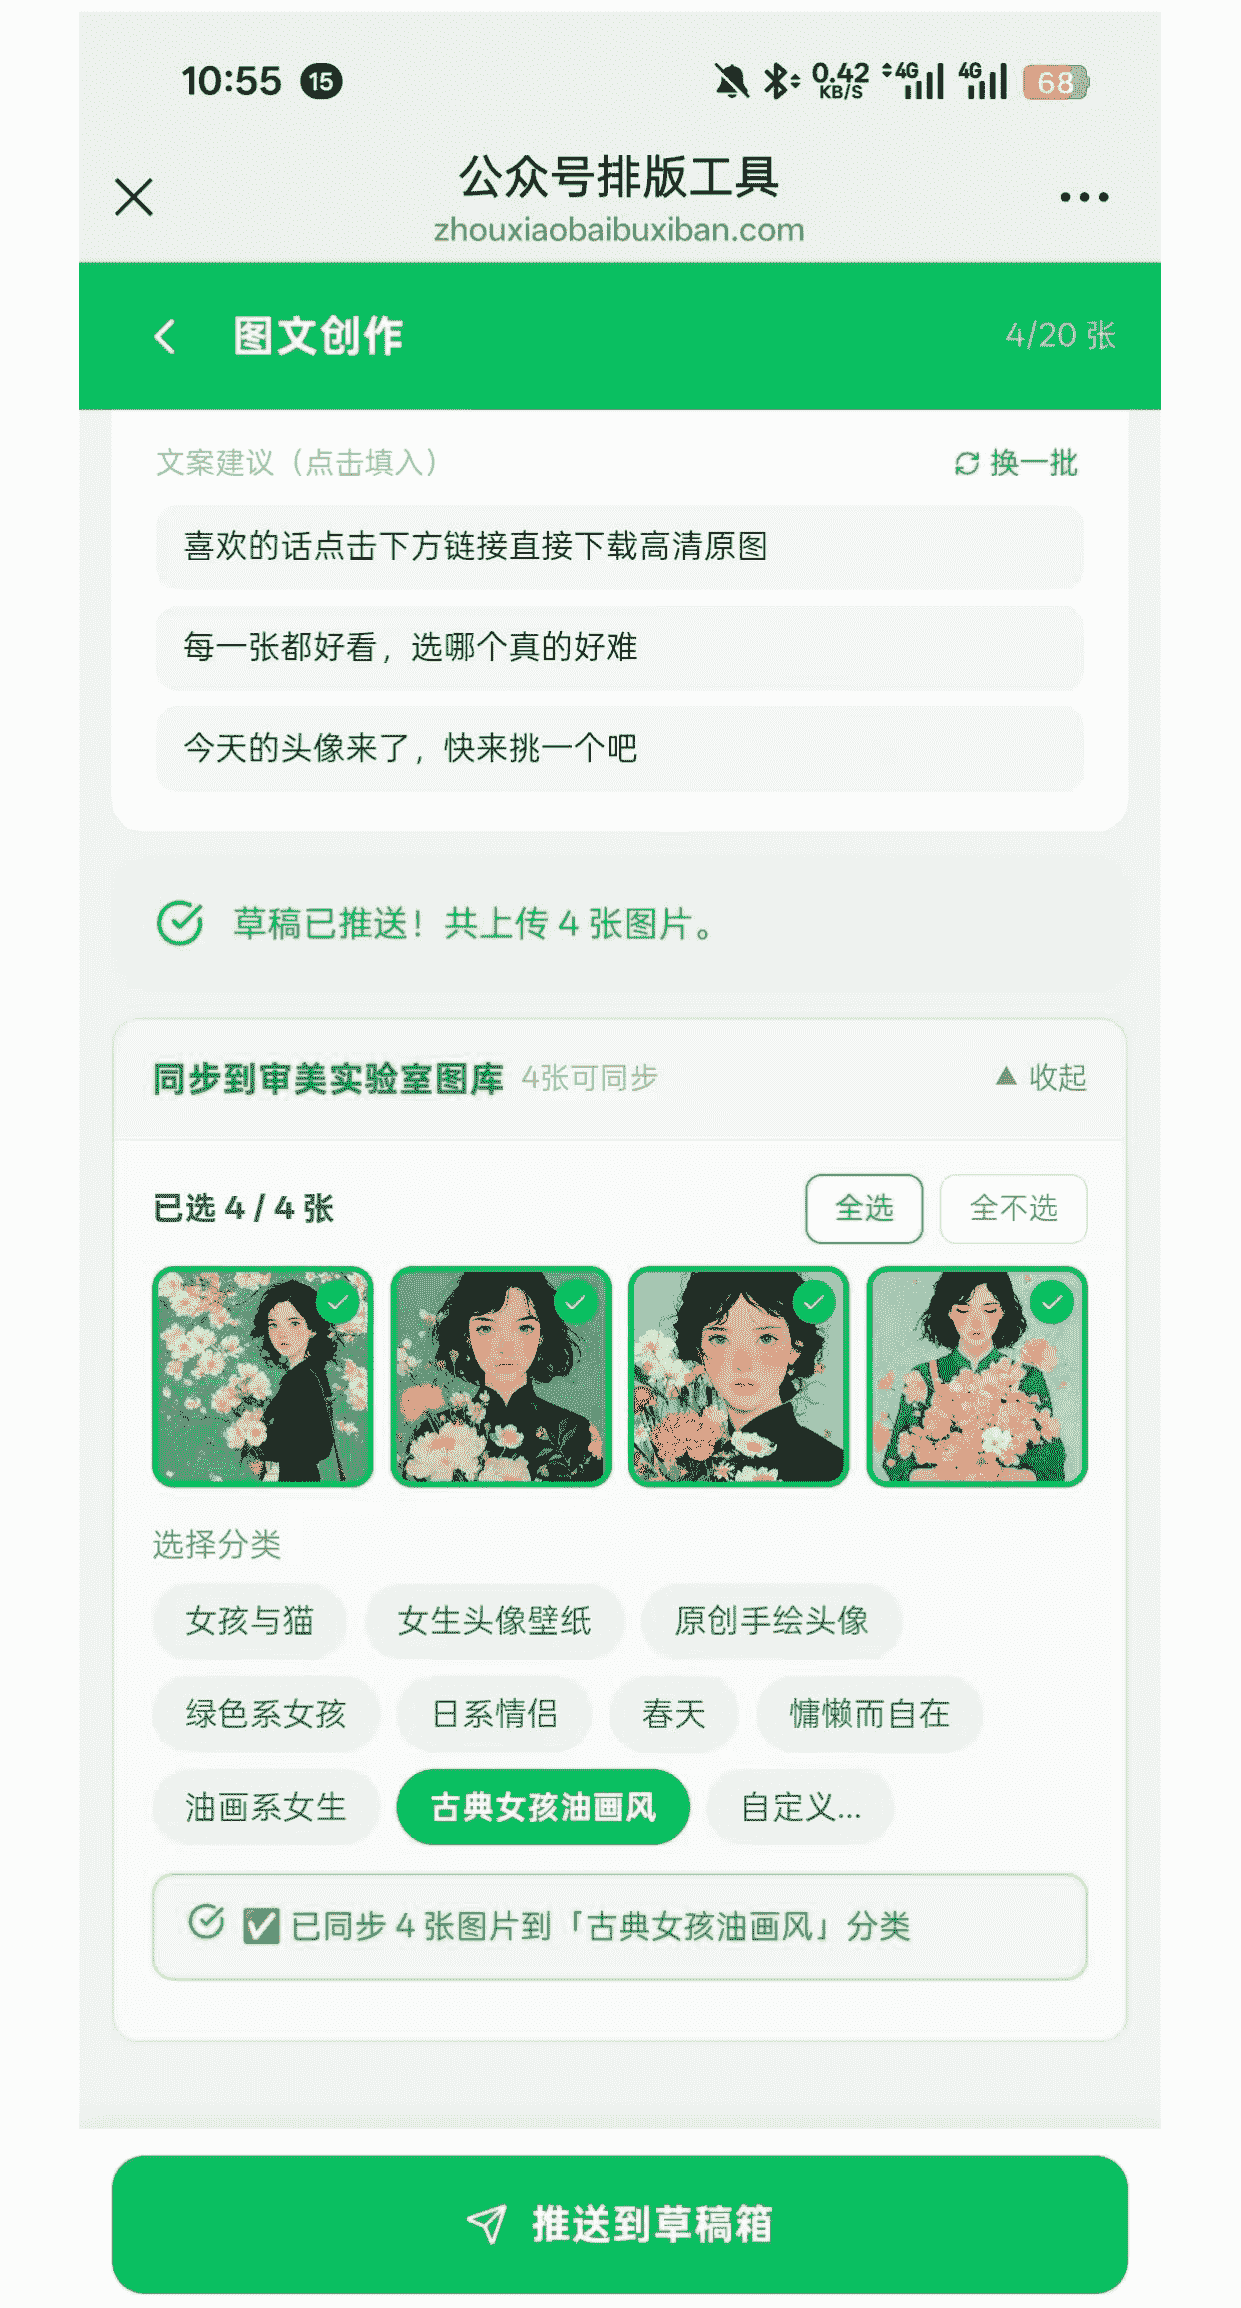 10:55 15 0.42 KB/S 4G 4G 68
公众号排版工具
zhouxiaobaibuxiban.com
图文创作 4/20 张
文案建议（点击填入） 换一批
喜欢的话点击下方链接直接下载高清原图
每一张都好看，选哪个真的好难
今天的头像来了，快来挑一个吧
草稿已推送！共上传 4 张图片。
同步到审美实验室图库 4张可同步 ▲ 收起
已选 4 / 4 张 全选 全不选
选择分类
女孩与猫 女生头像壁纸 原创手绘头像
绿色系女孩 日系情侣 春天 慵懒而自在
油画系女生 古典女孩油画风 自定义...
✅ 已同步 4 张图片到「古典女孩油画风」分类
推送到草稿箱